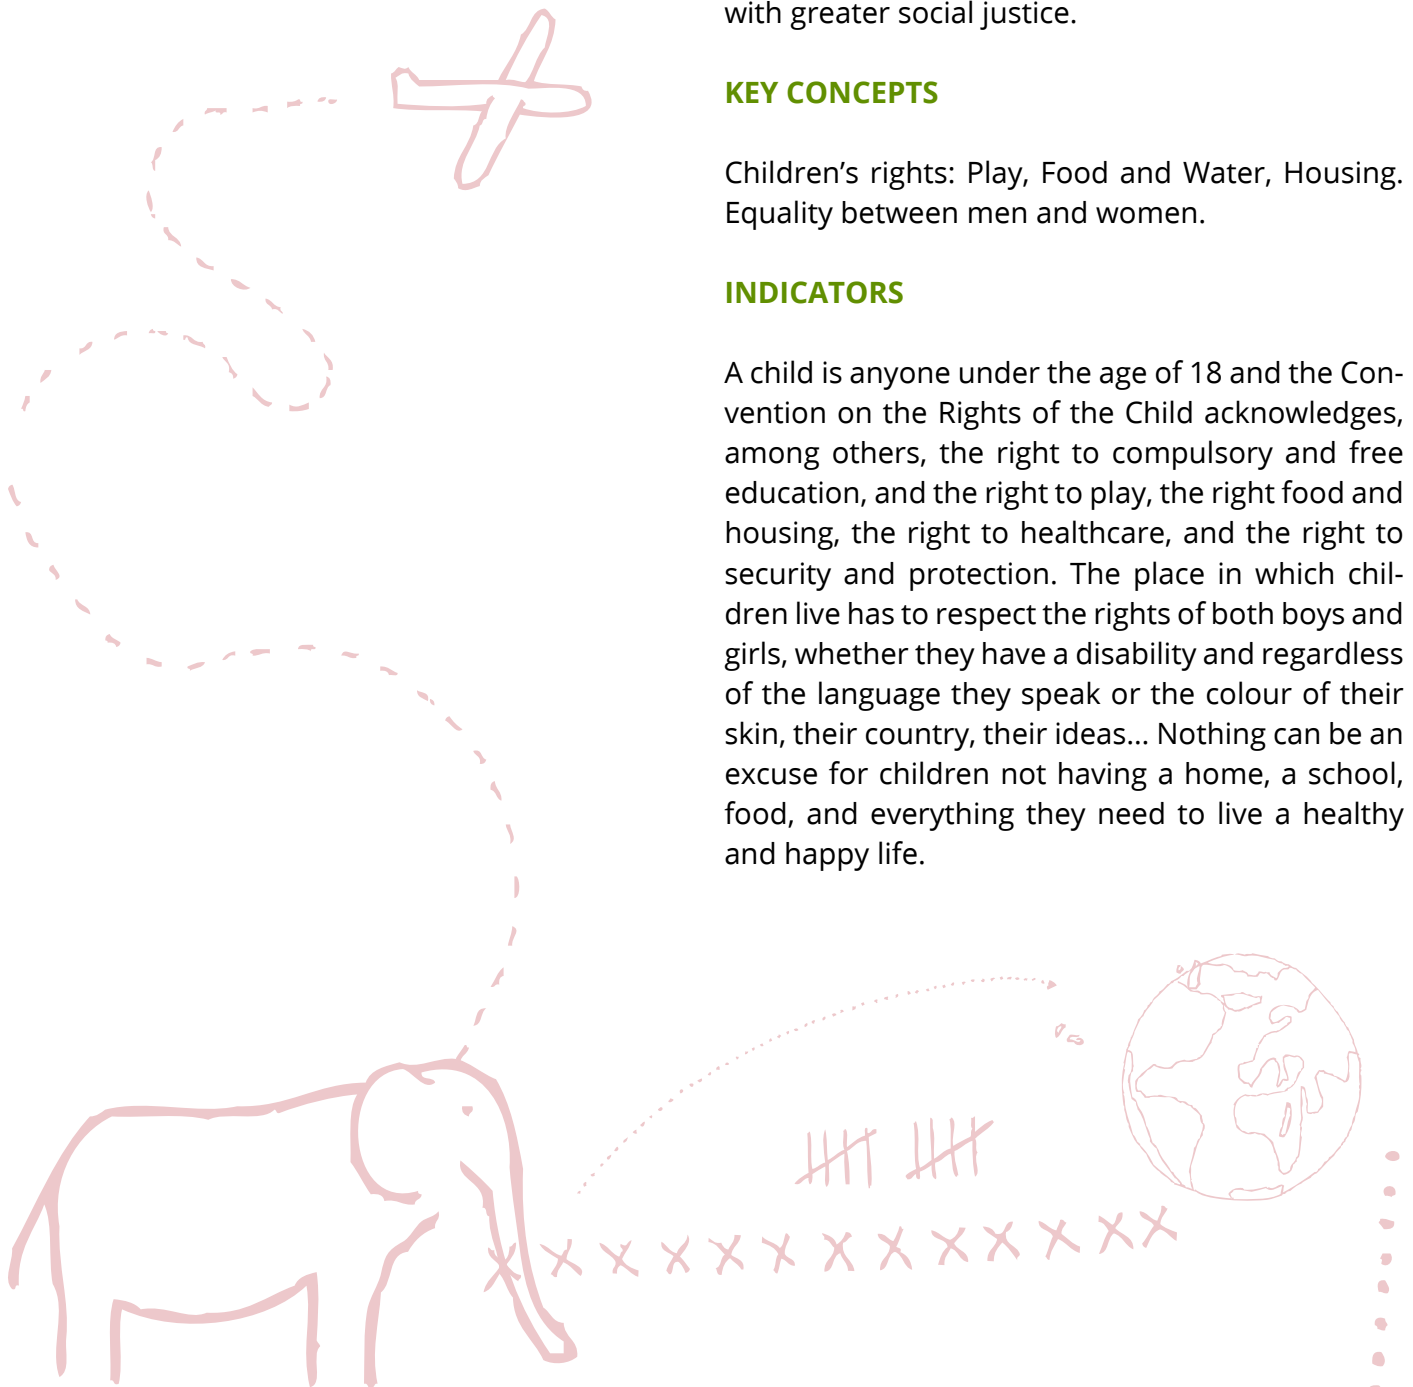 with greater social justice.
KEY CONCEPTS
Children’s rights: Play, Food and Water, Housing.
Equality between men and women.
INDICATORS
A child is anyone under the age of 18 and the Con-
vention on the Rights of the Child acknowledges,
among others, the right to compulsory and free
education, and the right to play, the right food and
housing, the right to healthcare, and the right to
security and protection. The place in which chil-
dren live has to respect the rights of both boys and
girls, whether they have a disability and regardless
of the language they speak or the colour of their
skin, their country, their ideas... Nothing can be an
excuse for children not having a home, a school,
food, and everything they need to live a healthy
and happy life.